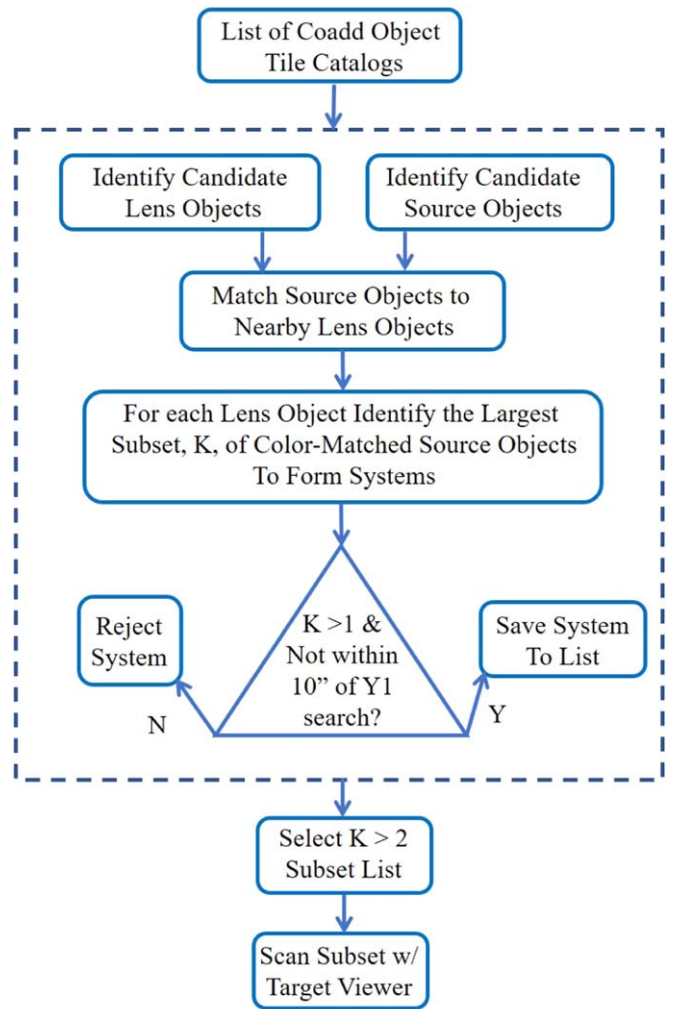 List of Coadd Object
Tile Catalogs
Identify Candidate
Lens Objects
Identify Candidate
Source Objects
Match Source Objects to
Nearby Lens Objects
For each Lens Object Identify the Largest
Subset, K, of Color-Matched Source Objects
To Form Systems
K >1 &
Not within
10” of Y1
search?
Reject
System
N
Save System
To List
Y
Select K > 2
Subset List
Scan Subset w/
Target Viewer